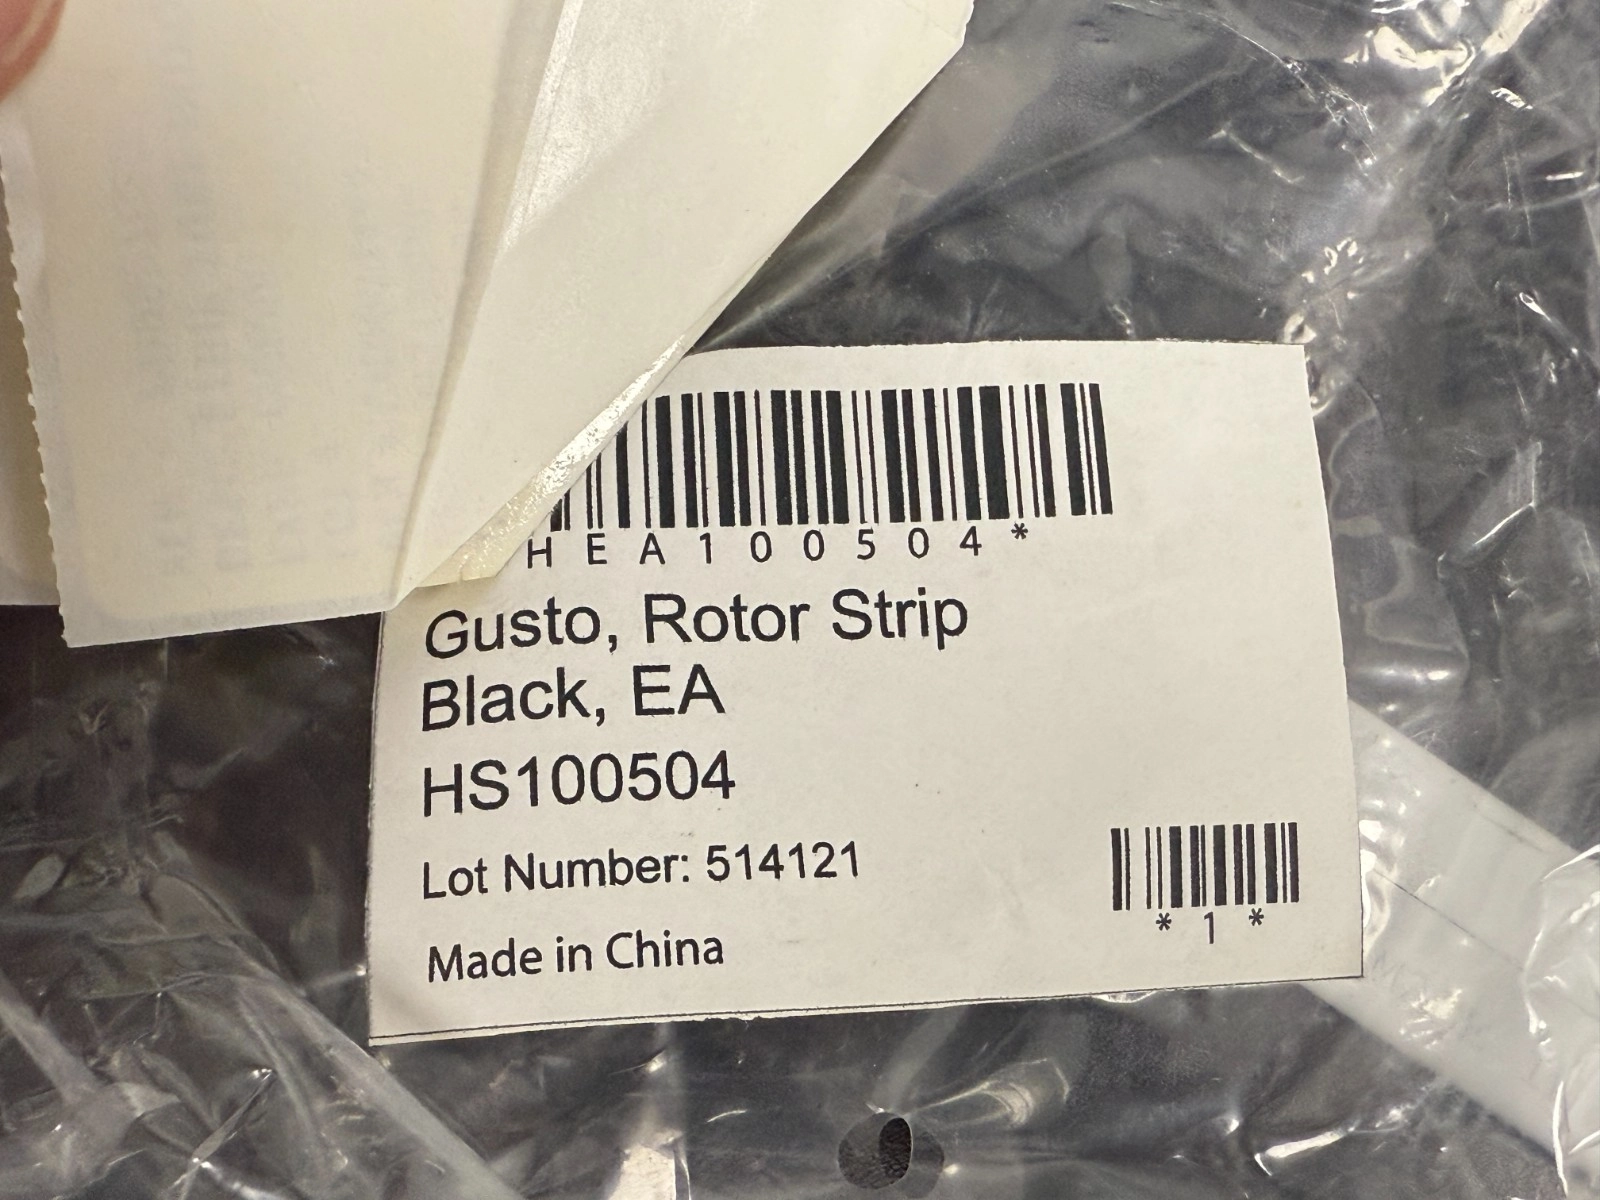 HEA100504*
Gusto, Rotor Strip
Black, EA
HS100504
Lot Number: 514121
*1*
Made in China